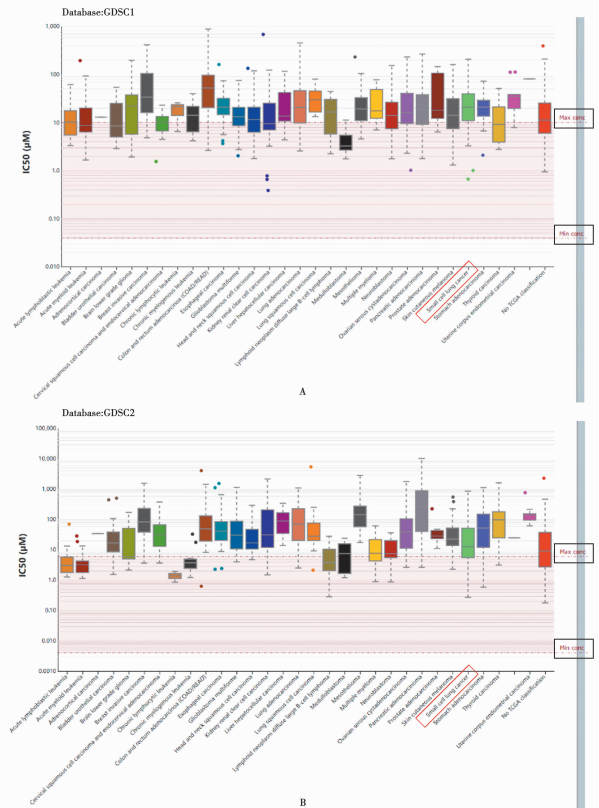 Database:GDSC1
A
1,000
100
10
1.0
0.10
0.010
IC50 (µM)
Max conc
Min conc
Acute lymphoblastic leukemia
Acute myeloid leukemia
Adrenocortical carcinoma
Bladder urothelial carcinoma
Brain lower grade glioma
Breast invasive carcinoma
Cervical squamous cell carcinoma and endocervical adenocarcinoma
Chronic lymphocytic leukemia
Chronic myelogenous leukemia
Colon and rectum adenocarcinoma (COAD/READ)
Esophageal carcinoma
Glioblastoma multiforme
Head and neck squamous cell carcinoma
Kidney renal clear cell carcinoma
Liver hepatocellular carcinoma
Lung adenocarcinoma
Lung squamous cell carcinoma
Lymphoid neoplasm diffuse large B cell lymphoma
Medulloblastoma
Mesothelioma
Multiple myeloma
Neuroblastoma
Ovarian serous cystadenocarcinoma
Pancreatic adenocarcinoma
Prostate adenocarcinoma
Skin cutaneous melanoma
Small cell lung cancer
Stomach adenocarcinoma
Thyroid carcinoma
Uterine corpus endometrial carcinoma
No TCGA classification
Database:GDSC2
100,000
10,000
1,000
100
10
1.0
0.100
0.010
0.0010
IC50 (µM)
Max conc
Min conc
Acute lymphoblastic leukemia
Acute myeloid leukemia
Adrenocortical carcinoma
Bladder urothelial carcinoma
Brain lower grade glioma
Breast invasive carcinoma
Cervical squamous cell carcinoma and endocervical adenocarcinoma
Chronic lymphocytic leukemia
Chronic myelogenous leukemia
Colon and rectum adenocarcinoma (COAD/READ)
Esophageal carcinoma
Glioblastoma multiforme
Head and neck squamous cell carcinoma
Kidney renal clear cell carcinoma
Liver hepatocellular carcinoma
Lung adenocarcinoma
Lung squamous cell carcinoma
Lymphoid neoplasm diffuse large B cell lymphoma
Medulloblastoma
Mesothelioma
Multiple myeloma
Neuroblastoma
Ovarian serous cystadenocarcinoma
Pancreatic adenocarcinoma
Prostate adenocarcinoma
Skin cutaneous melanoma
Small cell lung cancer
Stomach adenocarcinoma
Thyroid carcinoma
Uterine corpus endometrial carcinoma
No TCGA classification
B